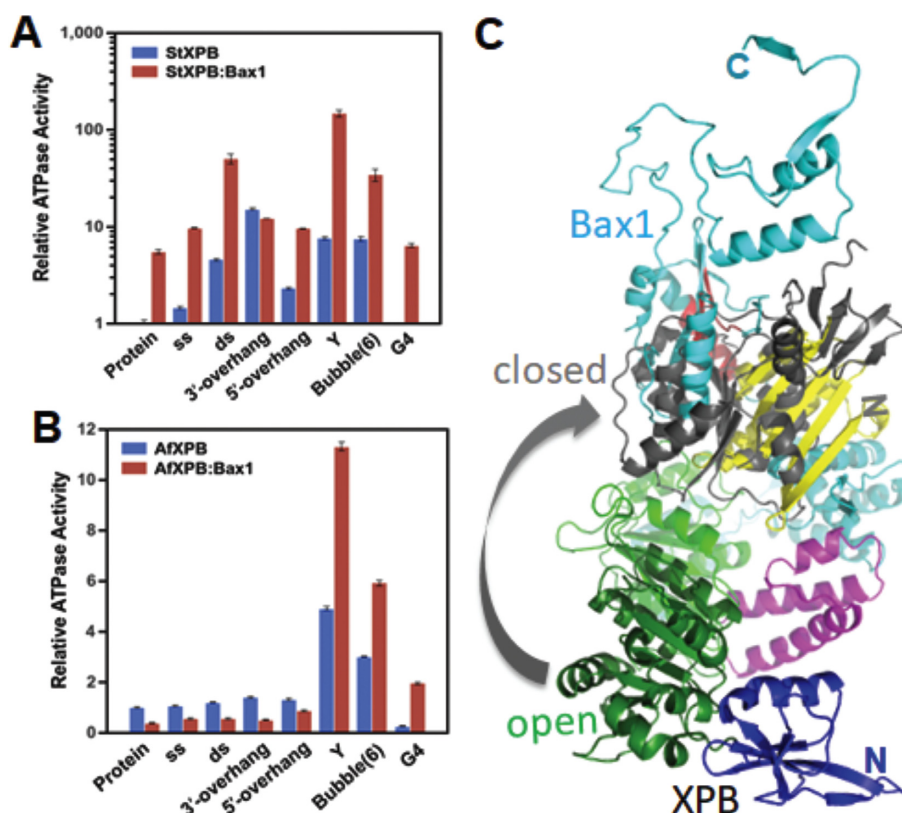 A
1,000
100
10
1
Relative ATPase Activity
StXPB
StXPB:Bax1
Protein
ss
ds
3'-overhang
5'-overhang
Y
Bubble(6)
G4
B
12
10
8
6
4
2
0
Relative ATPase Activity
AfXPB
AfXPB:Bax1
Protein
ss
ds
3'-overhang
5'-overhang
Y
Bubble(6)
G4
C
C
Bax1
closed
N
open
N
XPB